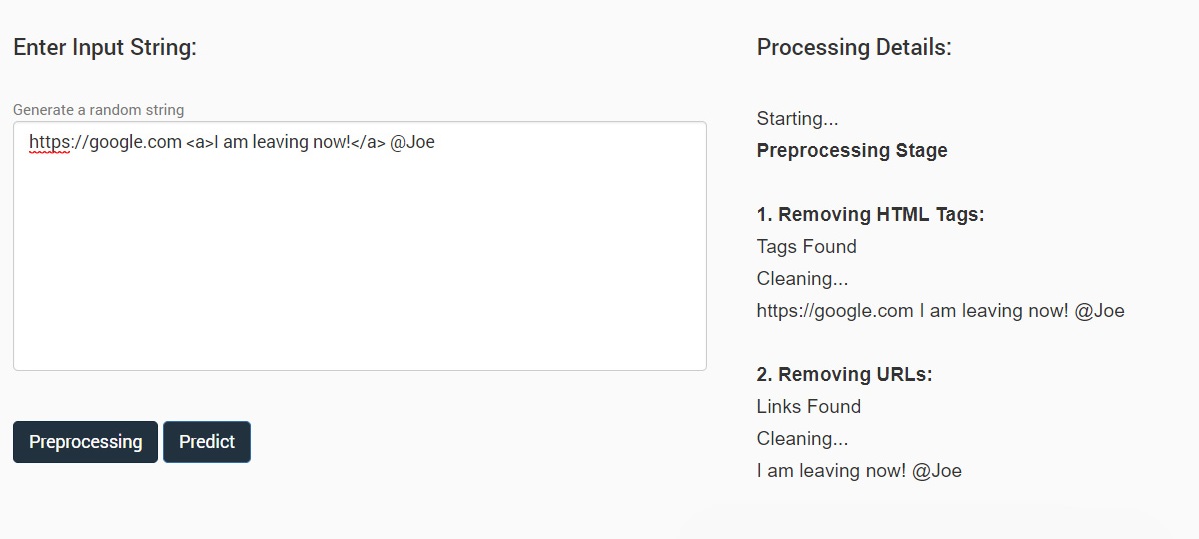 Enter Input String:
Generate a random string
https://google.com <a>I am leaving now!</a> @Joe
Preprocessing
Predict
Processing Details:
Starting...
Preprocessing Stage
1. Removing HTML Tags:
Tags Found
Cleaning...
https://google.com I am leaving now! @Joe
2. Removing URLs:
Links Found
Cleaning...
I am leaving now! @Joe